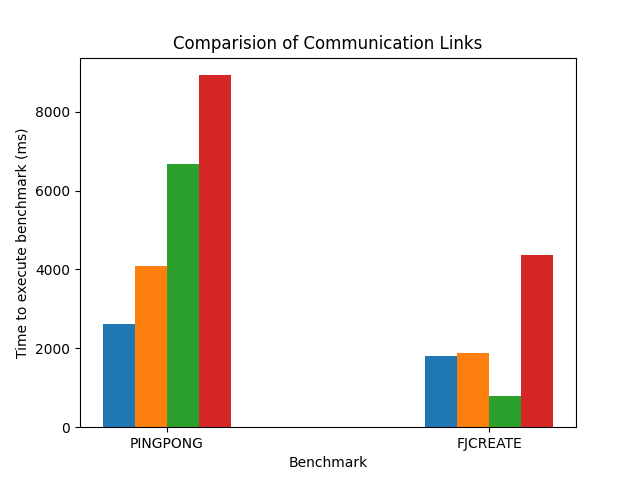 Comparision of Communication Links
Time to execute benchmark (ms)
8000
6000
4000
2000
0
PINGPONG
FJCREATE
Benchmark